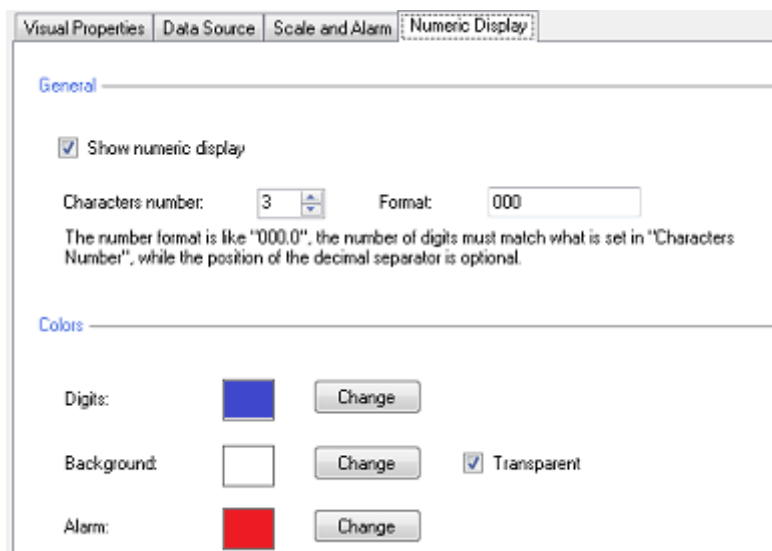 Visual Properties Data Source Scale and Alarm Numeric Display
General
Show numeric display
Characters number: 3 Format: 000
The number format is like "000.0", the number of digits must match what is set in "Characters
Number", while the position of the decimal separator is optional.
Colors
Digits: Change
Background: Change Transparent
Alarm: Change